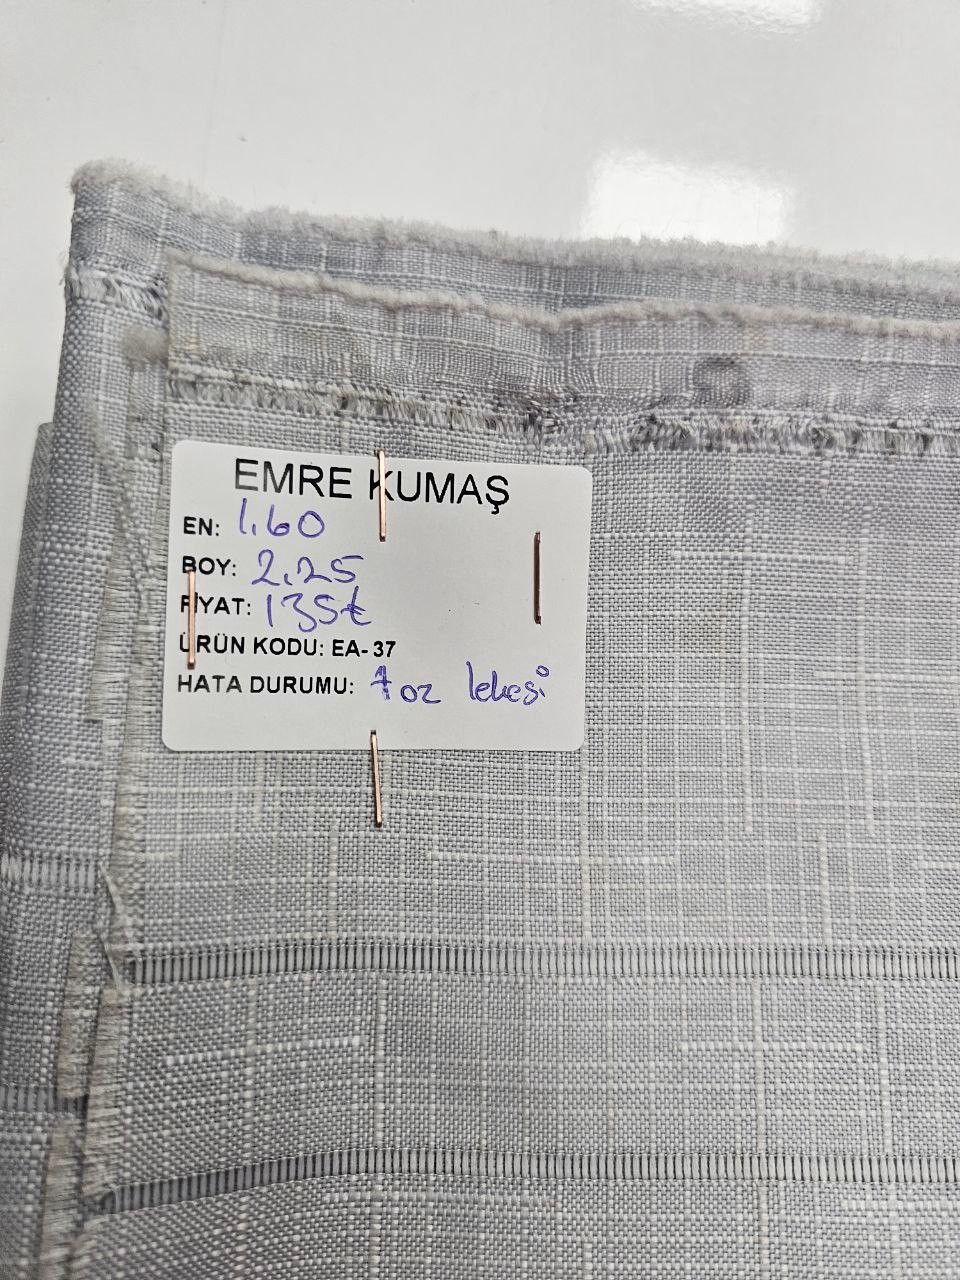 EMRE KUMAŞ
EN: 1.60
BOY: 2.25
FİYAT: 135₺
ÜRÜN KODU: EA- 37
HATA DURUMU: Toz lekesi